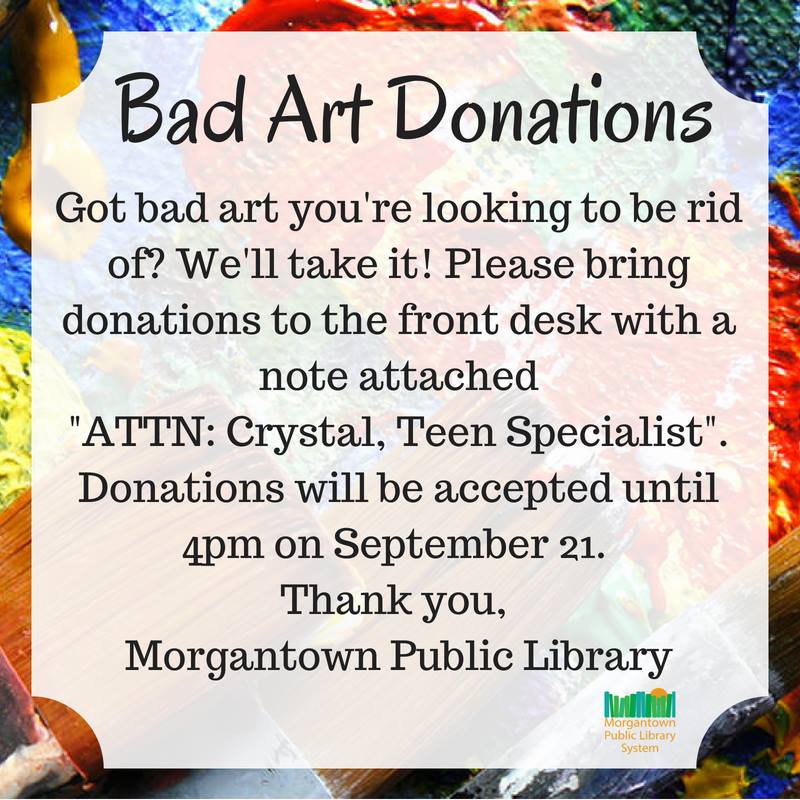 Bad Art Donations
Got bad art you're looking to be rid
of? We'll take it! Please bring
donations to the front desk with a
note attached
"ATTN: Crystal, Teen Specialist".
Donations will be accepted until
4pm on September 21.
Thank you,
Morgantown Public Library
Morgantown
Public Library
System